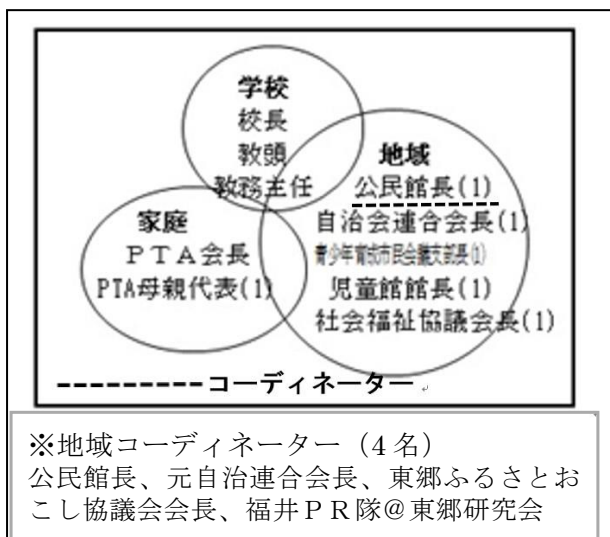 学校
校長
教頭
教務主任
地域
公民館長(1)
自治会連合会長(1)
青少年育成市民会議支部長(1)
児童館館長(1)
社会福祉協議会長(1)
家庭
PTA会長
PTA母親代表(1)
---------コーディネーター
※地域コーディネーター（4名）
公民館長、元自治連合会長、東郷ふるさとお
こし協議会会長、福井PR隊@東郷研究会